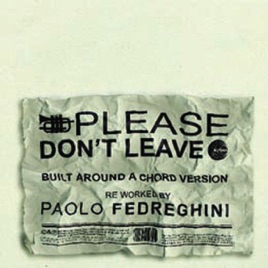 PLEASE
DON'T LEAVE
BUILT AROUND A CHORD VERSION
RE WORKED BY
PAOLO FEDREGHINI